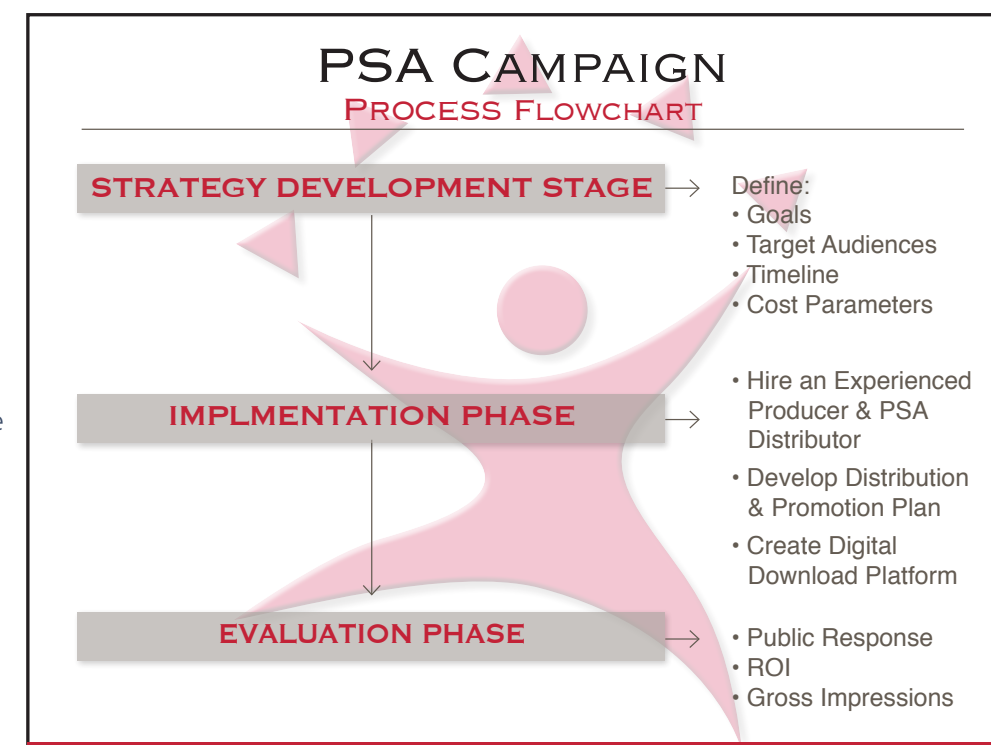 PSA CAMPAIGN
PROCESS FLOWCHART
STRATEGY DEVELOPMENT STAGE
Define:
• Goals
• Target Audiences
• Timeline
• Cost Parameters
e
IMPLMENTATION PHASE
• Hire an Experienced
Producer & PSA
Distributor
• Develop Distribution
& Promotion Plan
• Create Digital
Download Platform
EVALUATION PHASE
• Public Response
• ROI
• Gross Impressions